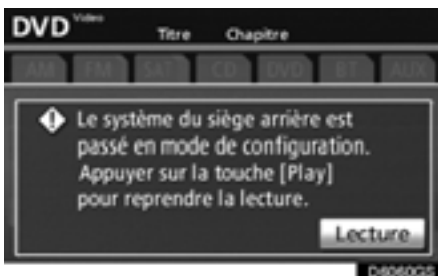 DVD Video
Titre Chapitre
AM FM SAT CD DVD BT AUX
Le système du siège arrière est
passé en mode de configuration.
Appuyer sur la touche [Play]
pour reprendre la lecture.
Lecture